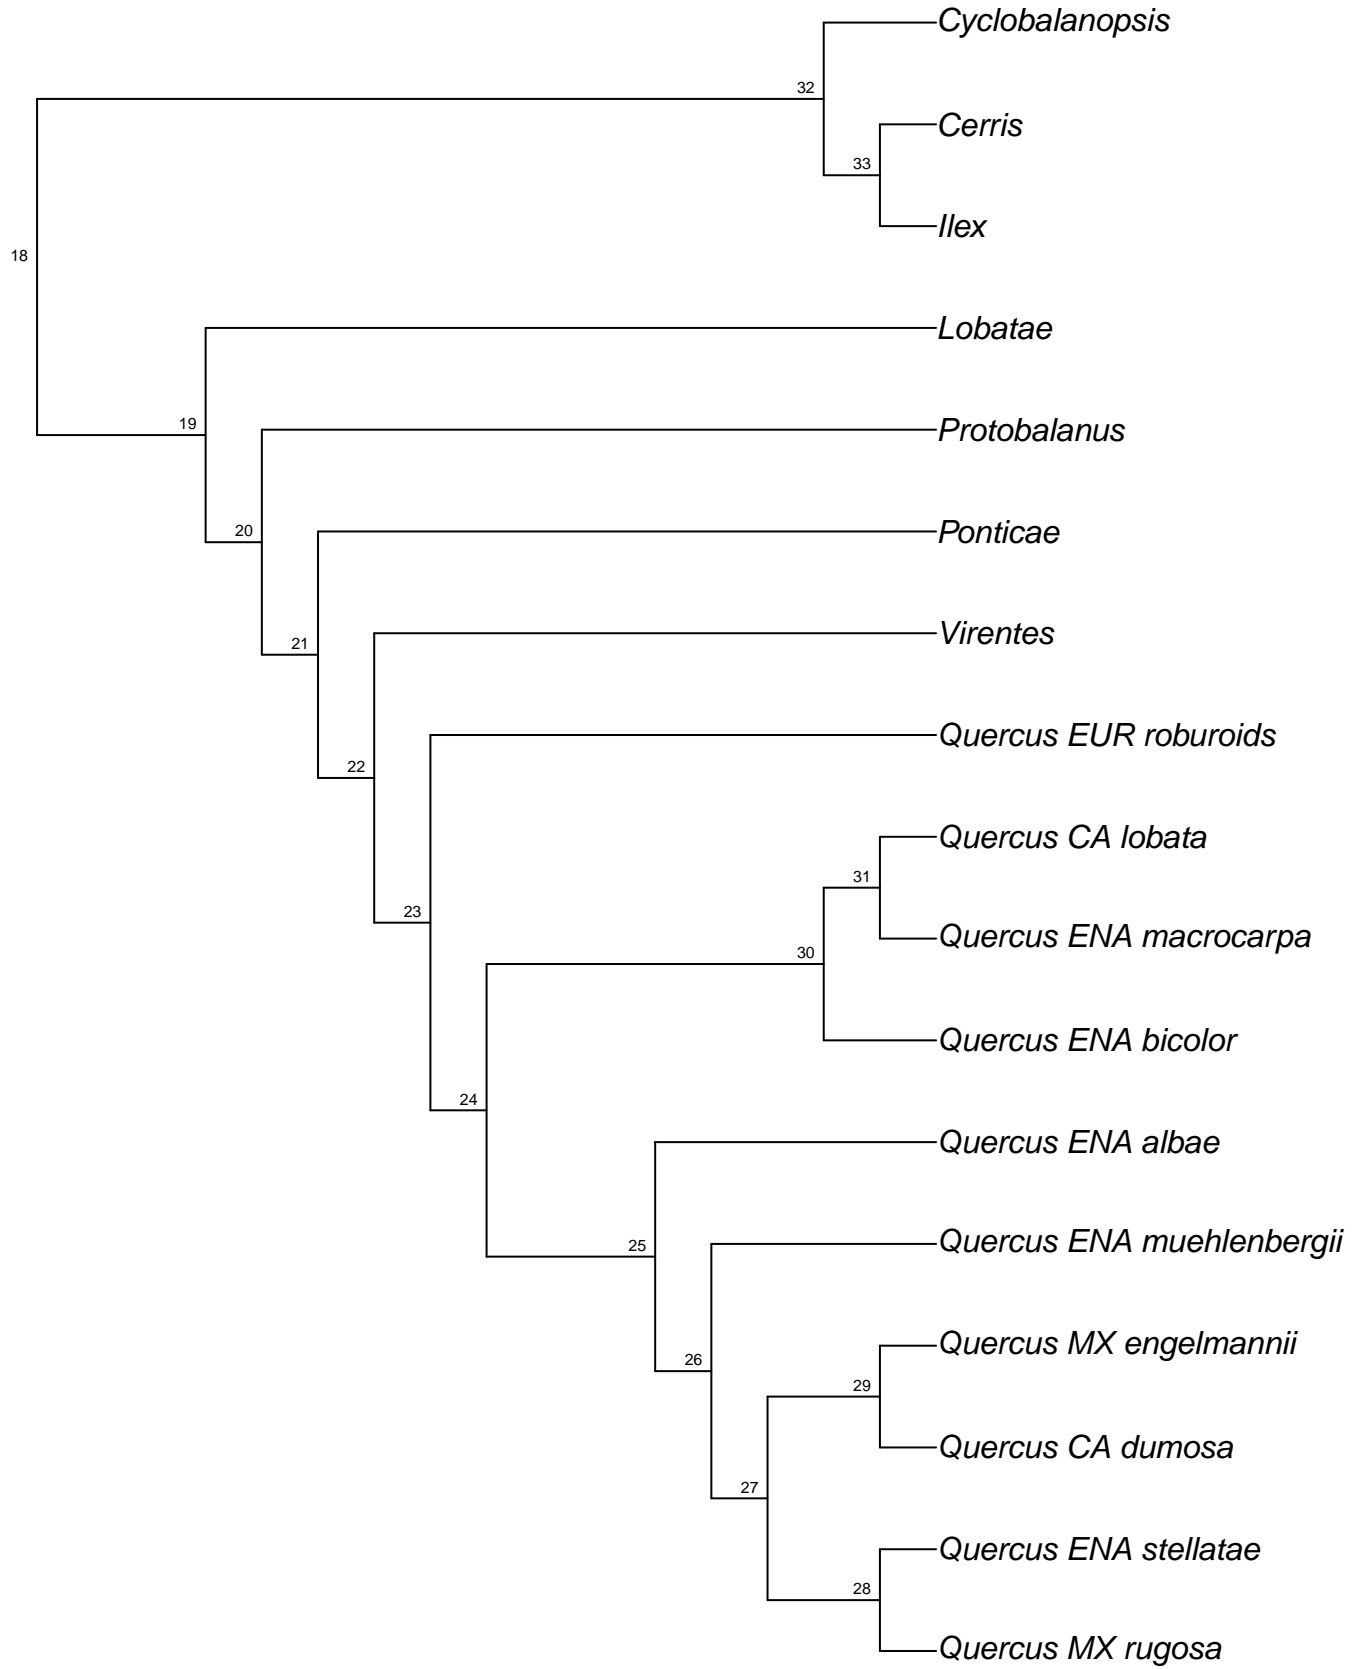 Cyclobalanopsis
32
Cerris
33
Ilex
18
Lobatae
19
Protobalanus
20
Ponticae
21
Virentes
22
Quercus EUR roburoids
Quercus CA lobata
31
23
Quercus ENA macrocarpa
30
Quercus ENA bicolor
24
Quercus ENA albae
25
Quercus ENA muehlenbergii
Quercus MX engelmannii
26
29
Quercus CA dumosa
27
Quercus ENA stellatae
28
Quercus MX rugosa